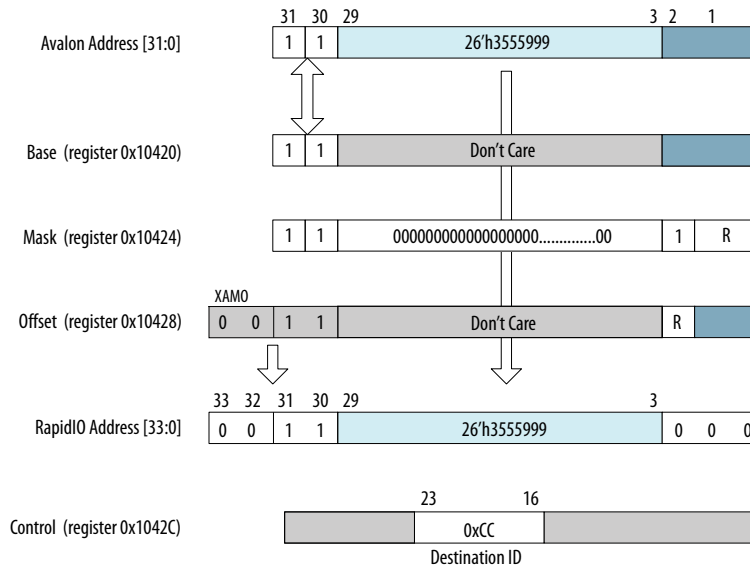 31 30 29 3 2 1
Avalon Address [31:0] 1 1 26'h3555999
Base (register 0x10420) 1 1 Don't Care
Mask (register 0x10424) 1 1 000000000000000000.............00 1 R
XAMO
Offset (register 0x10428) 0 0 1 1 Don't Care R
33 32 31 30 29 3
RapidIO Address [33:0] 0 0 1 1 26'h3555999 0 0 0
23 16
Control (register 0x1042C) 0xCC
Destination ID